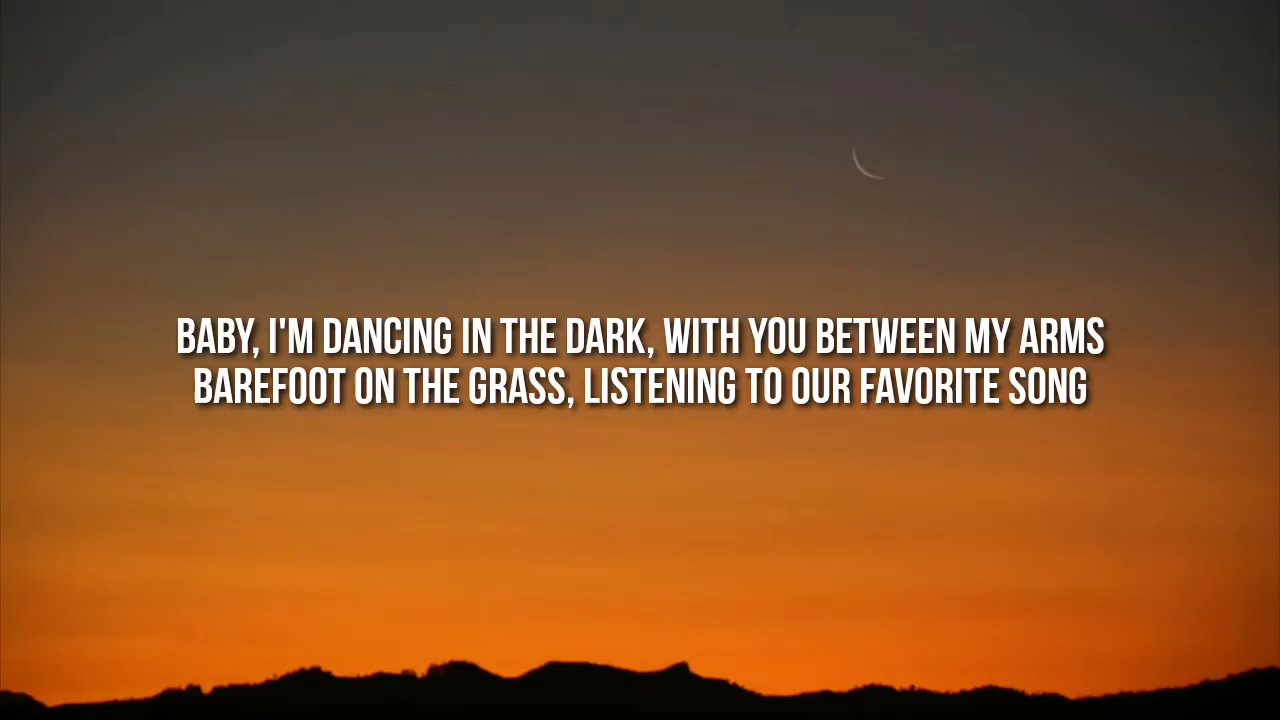 BABY, I'M DANCING IN THE DARK, WITH YOU BETWEEN MY ARMS
BAREFOOT ON THE GRASS, LISTENING TO OUR FAVORITE SONG